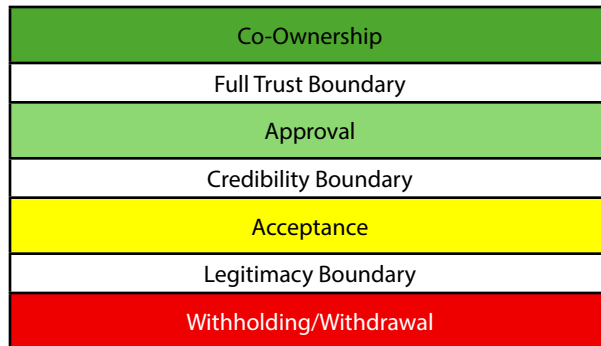 Co-Ownership
Full Trust Boundary
Approval
Credibility Boundary
Acceptance
Legitimacy Boundary
Withholding/Withdrawal